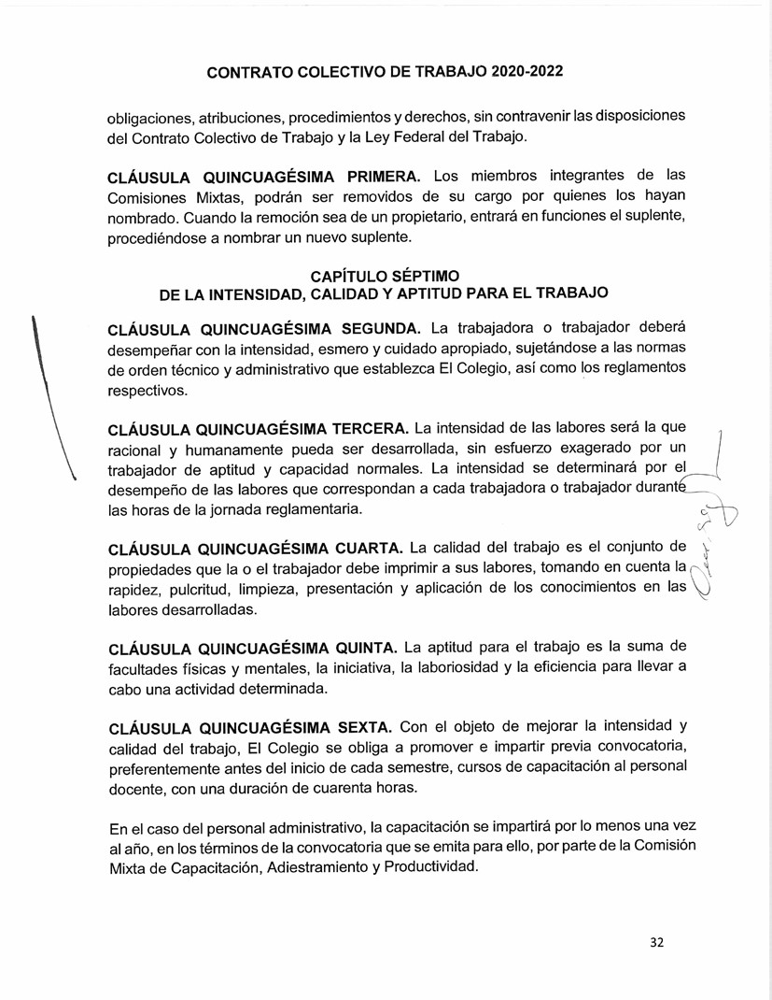 CONTRATO COLECTIVO DE TRABAJO 2020-2022
obligaciones, atribuciones, procedimientos y derechos, sin contravenir las disposiciones
del Contrato Colectivo de Trabajo y la Ley Federal del Trabajo.
CLÁUSULA QUINCUAGÉSIMA PRIMERA. Los miembros integrantes de las
Comisiones Mixtas, podrán ser removidos de su cargo por quienes los hayan
nombrado. Cuando la remoción sea de un propietario, entrará en funciones el suplente,
procediéndose a nombrar un nuevo suplente.
CAPÍTULO SÉPTIMO
DE LA INTENSIDAD, CALIDAD Y APTITUD PARA EL TRABAJO
CLÁUSULA QUINCUAGÉSIMA SEGUNDA. La trabajadora o trabajador deberá
desempeñar con la intensidad, esmero y cuidado apropiado, sujetándose a las normas
de orden técnico y administrativo que establezca El Colegio, así como los reglamentos
respectivos.
CLÁUSULA QUINCUAGÉSIMA TERCERA. La intensidad de las labores será la que
racional y humanamente pueda ser desarrollada, sin esfuerzo exagerado por un
trabajador de aptitud y capacidad normales. La intensidad se determinará por el
desempeño de las labores que correspondan a cada trabajadora o trabajador durante
las horas de la jornada reglamentaria.
CLÁUSULA QUINCUAGÉSIMA CUARTA. La calidad del trabajo es el conjunto de
propiedades que la o el trabajador debe imprimir a sus labores, tomando en cuenta la
rapidez, pulcritud, limpieza, presentación y aplicación de los conocimientos en las
labores desarrolladas.
CLÁUSULA QUINCUAGÉSIMA QUINTA. La aptitud para el trabajo es la suma de
facultades físicas y mentales, la iniciativa, la laboriosidad y la eficiencia para llevar a
cabo una actividad determinada.
CLÁUSULA QUINCUAGÉSIMA SEXTA. Con el objeto de mejorar la intensidad y
calidad del trabajo, El Colegio se obliga a promover e impartir previa convocatoria,
preferentemente antes del inicio de cada semestre, cursos de capacitación al personal
docente, con una duración de cuarenta horas.
En el caso del personal administrativo, la capacitación se impartirá por lo menos una vez
al año, en los términos de la convocatoria que se emita para ello, por parte de la Comisión
Mixta de Capacitación, Adiestramiento y Productividad.
32